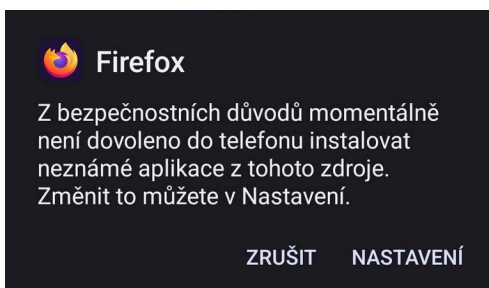 Firefox
Z bezpečnostních důvodů momentálně
není dovoleno do telefonu instalovat
neznámé aplikace z tohoto zdroje.
Změnit to můžete v Nastavení.
ZRUŠIT NASTAVENÍ